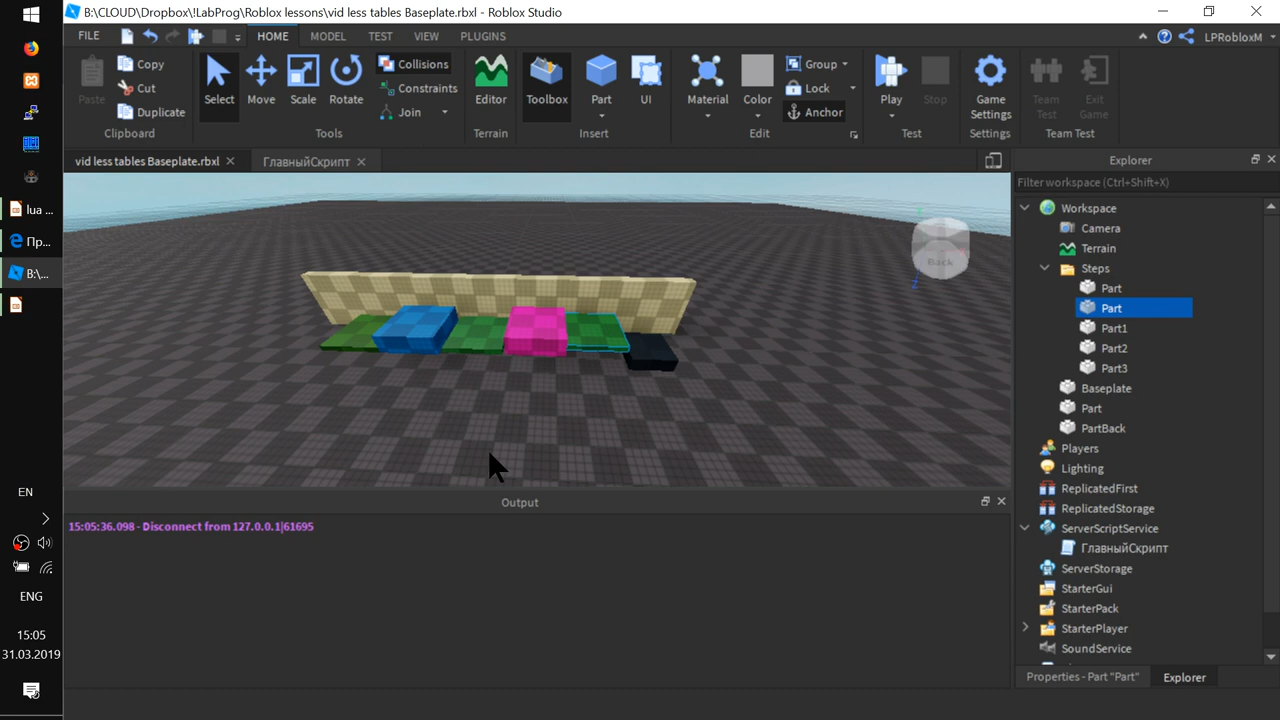 B:\CLOUD\Dropbox\!LabProg\Roblox lessons\vid less tables Baseplate.rbxl - Roblox Studio
FILE
HOME
MODEL
TEST
VIEW
PLUGINS
LPRobloxM
Paste
Copy
Cut
Duplicate
Clipboard
Select
Move
Scale
Rotate
Collisions
Constraints
Join
Tools
Editor
Terrain
Toolbox
Part
UI
Insert
Material
Color
Group
Lock
Anchor
Edit
Play
Stop
Test
Game
Settings
Settings
Team
Test
Exit
Game
Team Test
vid less tables Baseplate.rbxl
ГлавныйСкрипт
Explorer
Filter workspace (Ctrl+Shift+X)
Workspace
Camera
Terrain
Steps
Part
Part
Part1
Part2
Part3
Baseplate
Part
PartBack
Players
Lighting
ReplicatedFirst
ReplicatedStorage
ServerScriptService
ГлавныйСкрипт
ServerStorage
StarterGui
StarterPack
StarterPlayer
SoundService
Properties - Part "Part"
Explorer
Back
Output
15:05:36.098 - Disconnect from 127.0.0.1|61695
lua ...
Пр...
B:\...
EN
ENG
15:05
31.03.2019